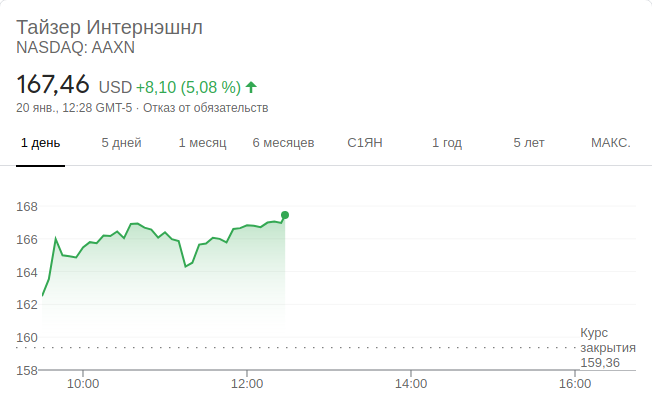 Тайзер Интернэшнл
NASDAQ: AAXN
167,46 USD +8,10 (5,08 %)
20 янв., 12:28 GMT-5 · Отказ от обязательств
1 день 5 дней 1 месяц 6 месяцев С1ЯН 1 год 5 лет МАКС.
168
166
164
162
160
Курс
закрытия
159,36
158
10:00 12:00 14:00 16:00